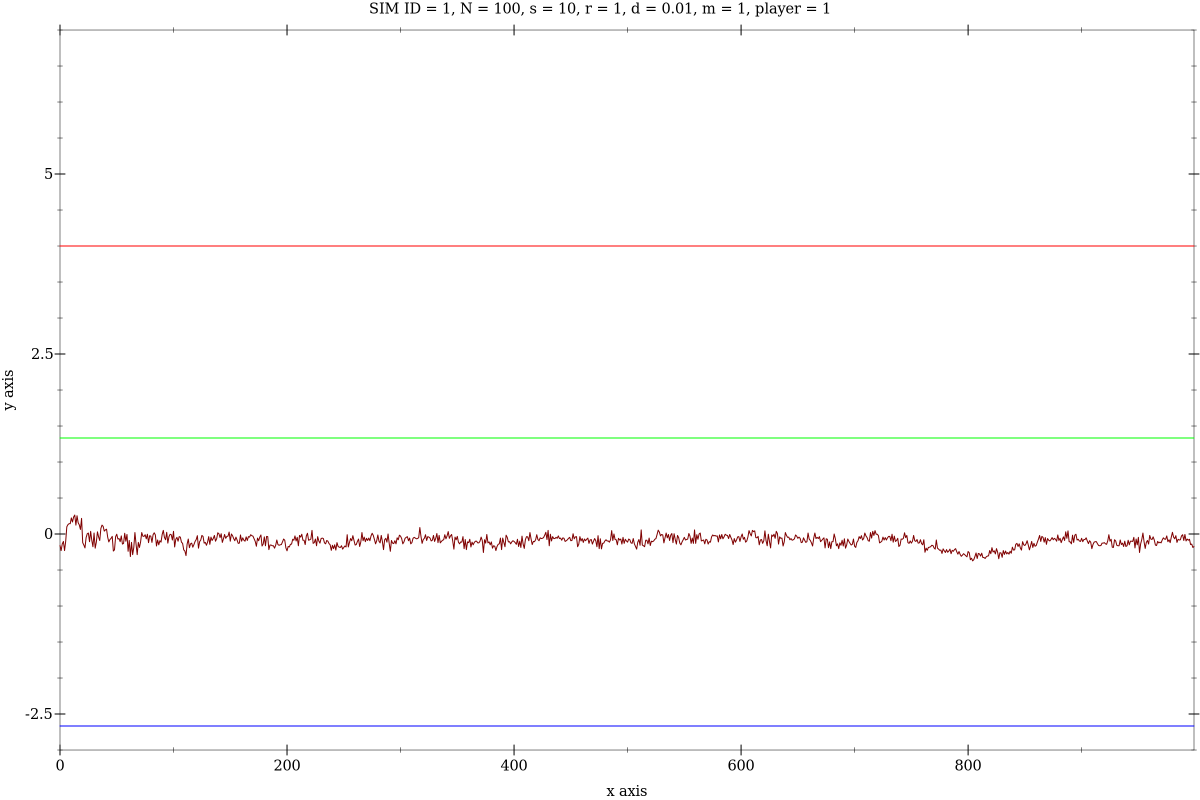 SIM ID = 1, N = 100, s = 10, r = 1, d = 0.01, m = 1, player = 1
5
2.5
y axis
0
-2.5
0 200 400 600 800
x axis